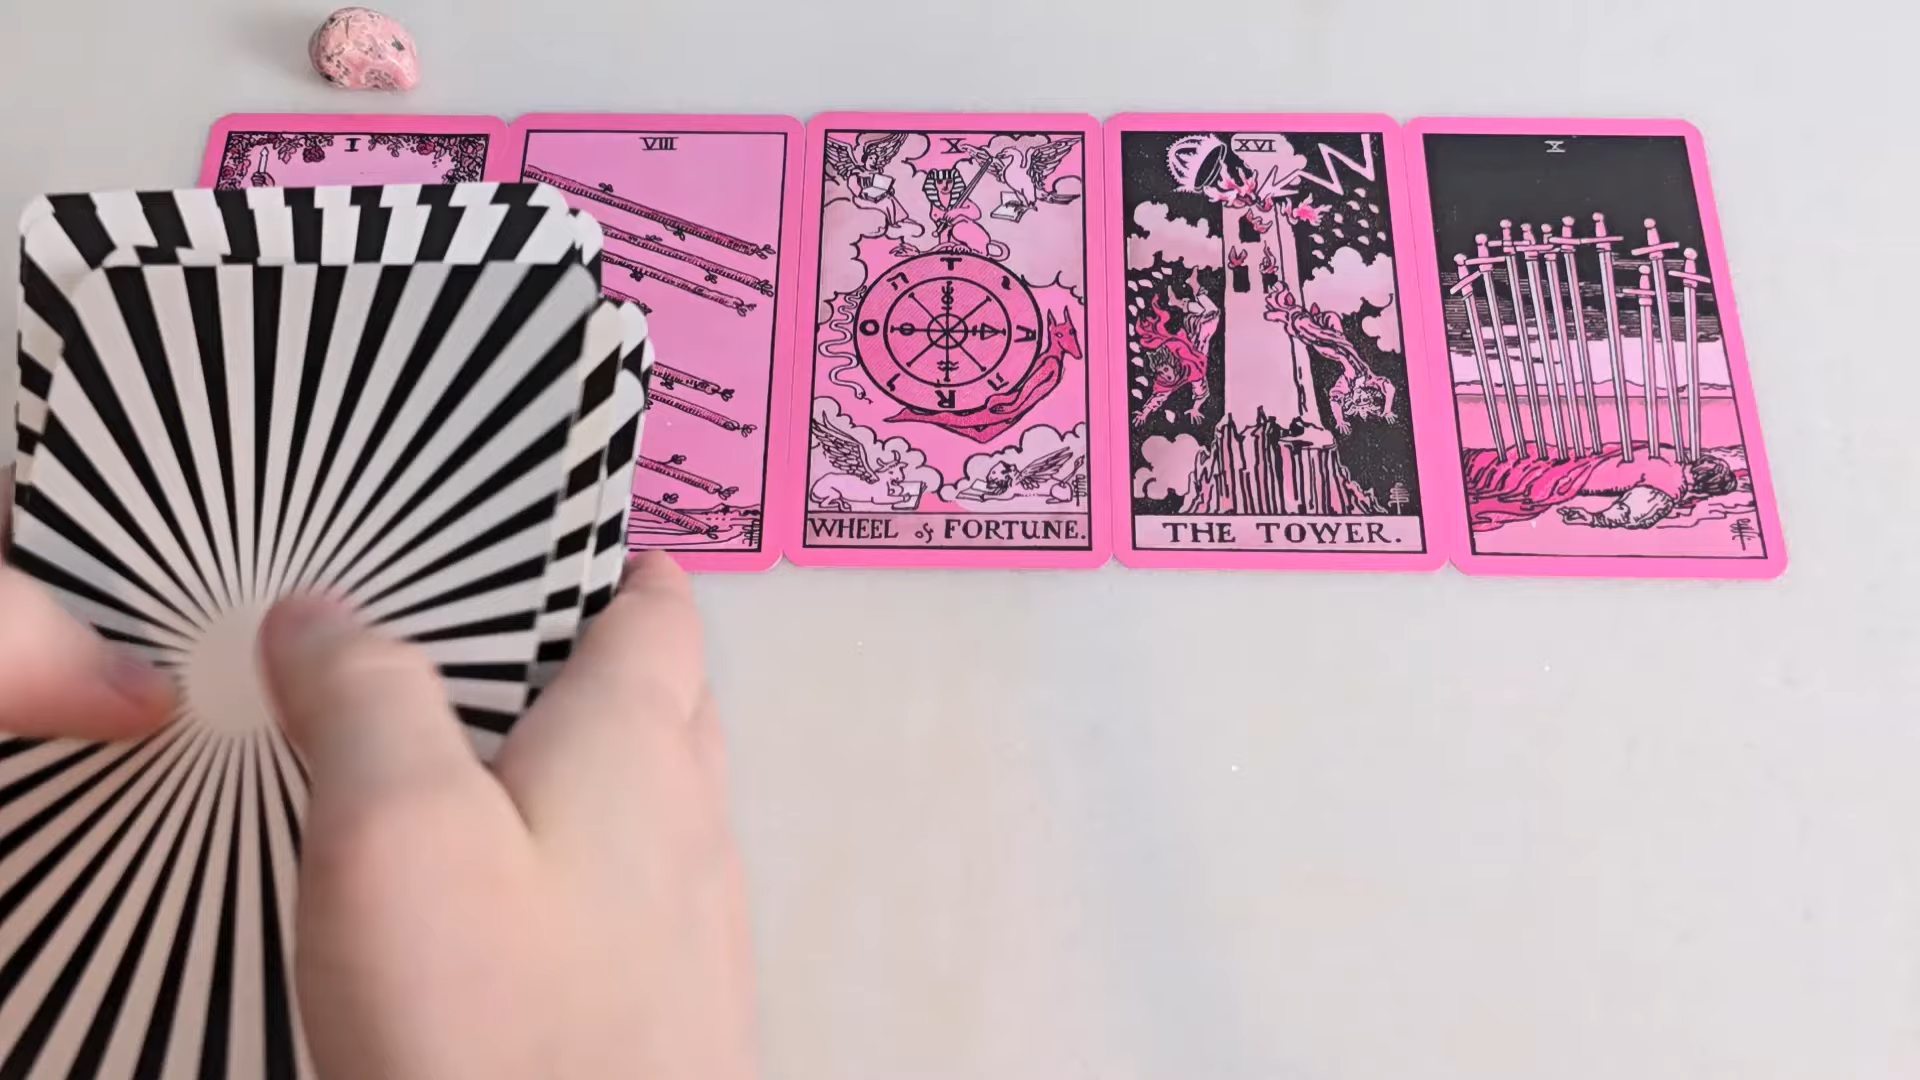 I
VIII
X
T
A
R
O
WHEEL of FORTUNE.
XVI
THE TOWER.
X